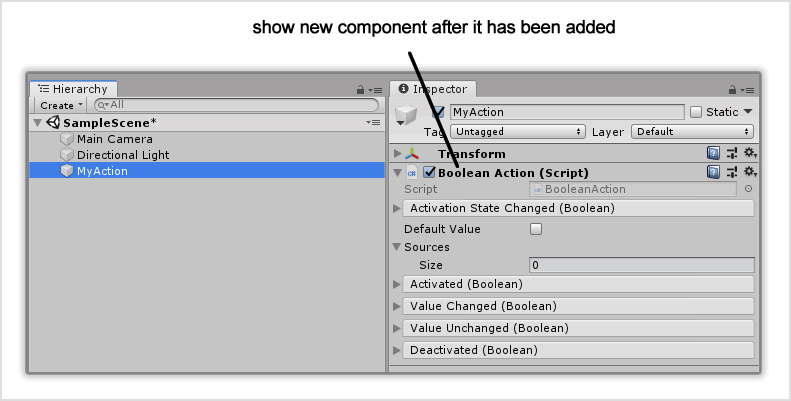 show new component after it has been added
Hierarchy
Create
All
SampleScene*
Main Camera
Directional Light
MyAction
Inspector
MyAction
Static
Tag Untagged Layer Default
Transform
Boolean Action (Script)
Script BooleanAction
Activation State Changed (Boolean)
Default Value
Sources
Size 0
Activated (Boolean)
Value Changed (Boolean)
Value Unchanged (Boolean)
Deactivated (Boolean)